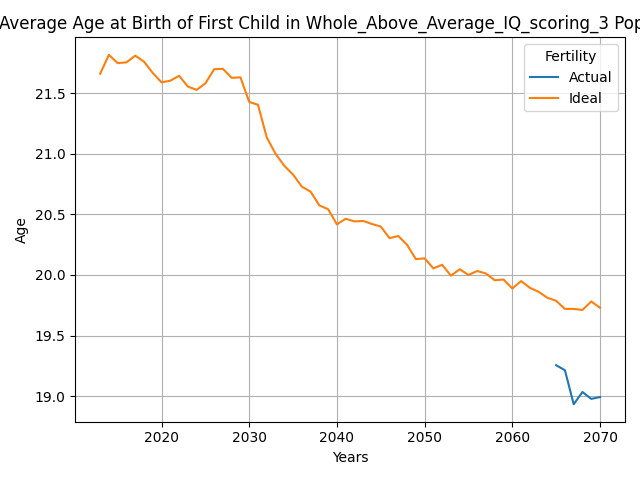 Average Age at Birth of First Child in Whole_Above_Average_IQ_scoring_3
Fertility
Actual
Ideal
21.5
21.0
20.5
20.0
19.5
19.0
Age
2020 2030 2040 2050 2060 2070
Years